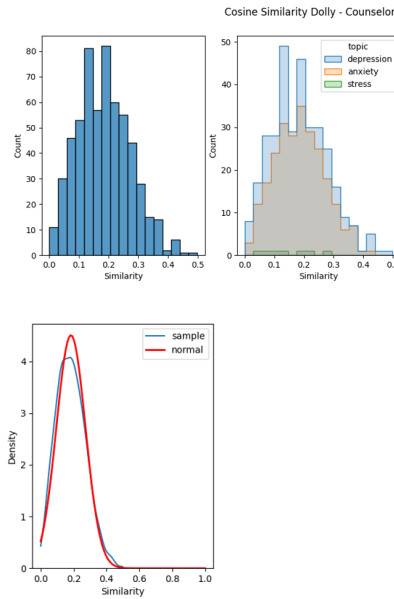 Cosine Similarity Dolly - Counselor
80
70
60
50
40
30
20
10
0
Count
0.0 0.1 0.2 0.3 0.4 0.5
Similarity
50
40
30
20
10
0
Count
topic
depression
anxiety
stress
0.0 0.1 0.2 0.3 0.4
Similarity
4
3
2
1
0
Density
sample
normal
0.0 0.2 0.4 0.6 0.8 1.0
Similarity